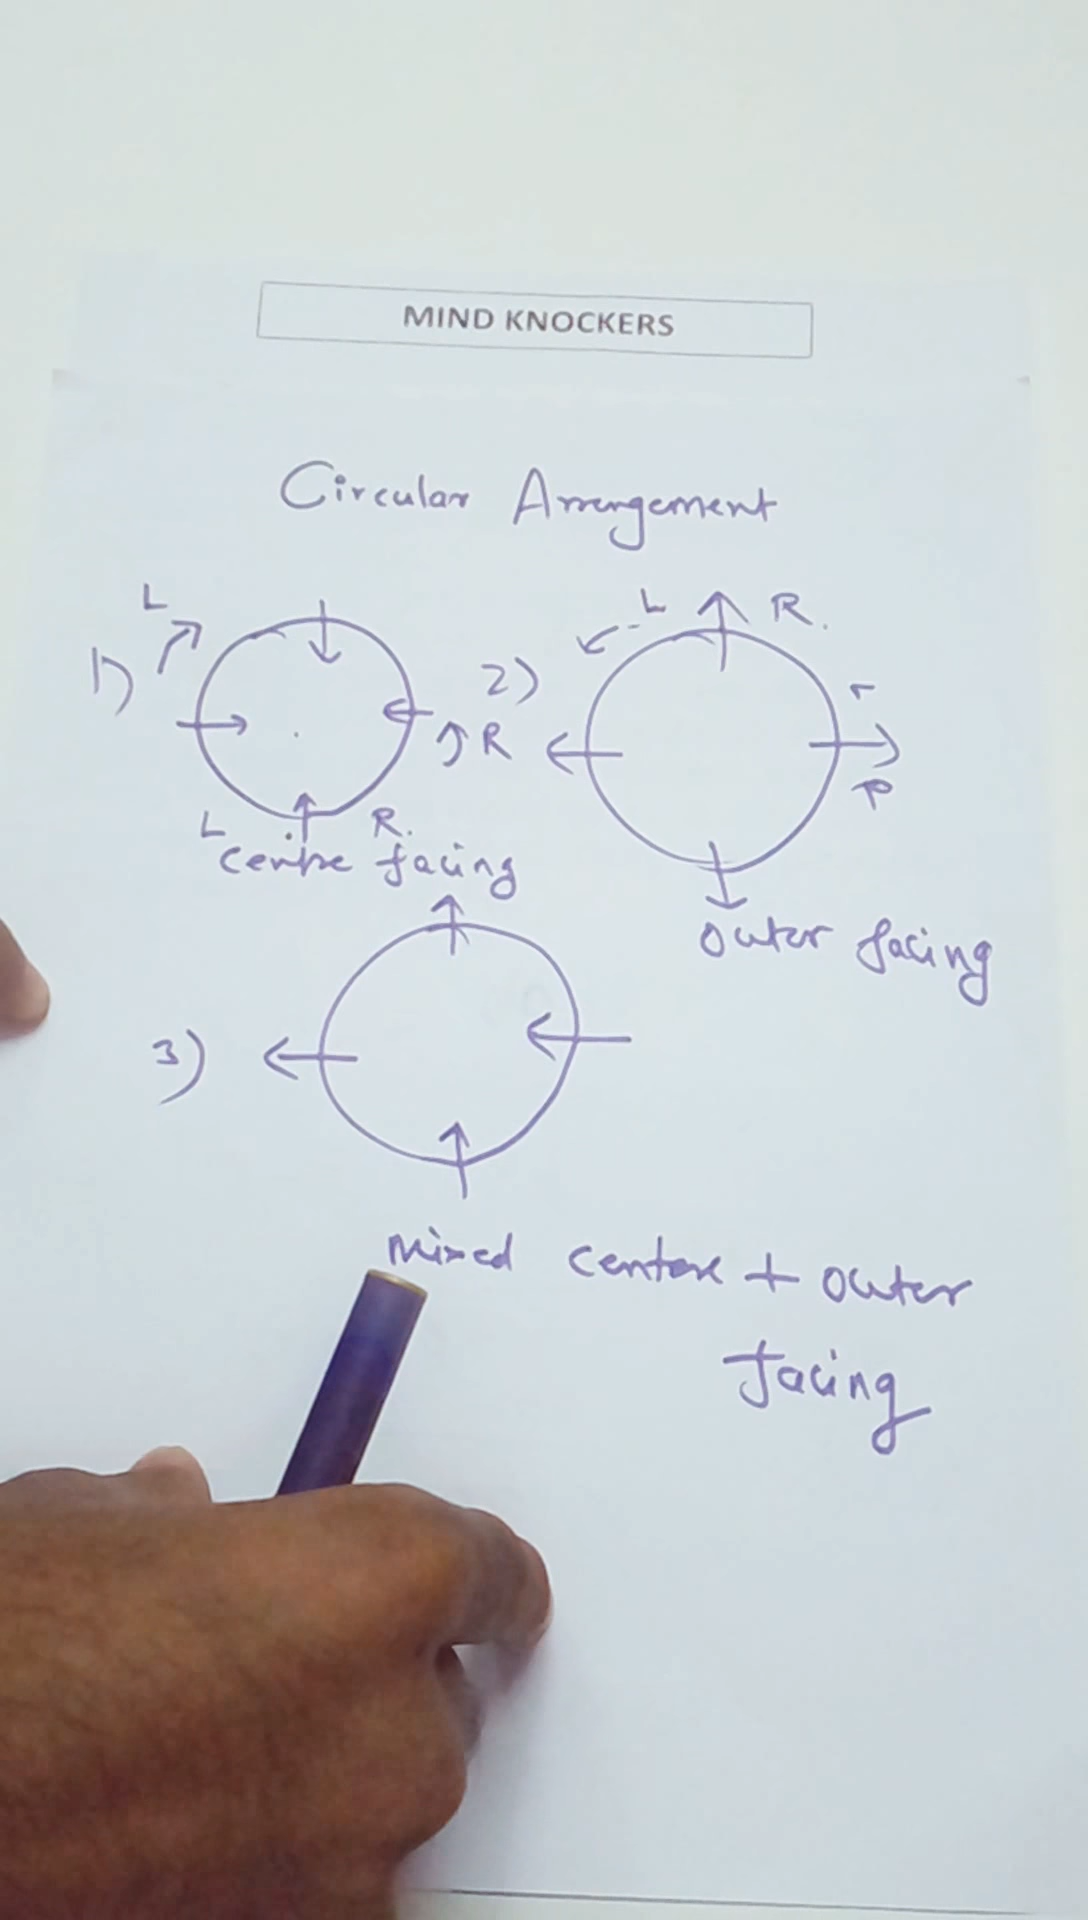 MIND KNOCKERS
Circular Arrangement
L
1)
R
L R.
centre facing
2)
L R.
r
R
outer facing
3)
Mixed centre + outer
facing